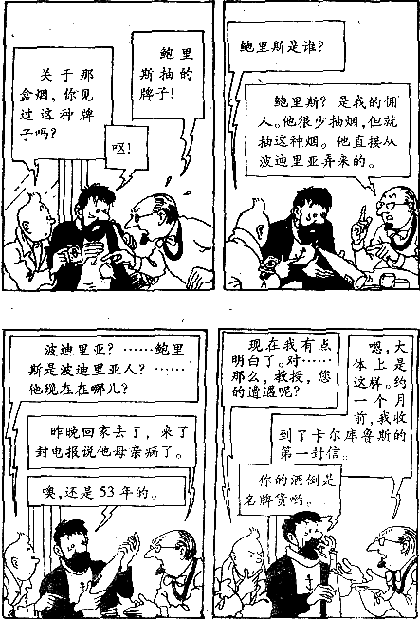 关于那
盒烟、你见
过这种牌
子吗？
鲍里
斯抽的
牌子！
哎！
鲍里斯是谁？
鲍里斯？是我的佣
人。他很少抽烟，但就
抽这种烟。他直接从
波迪里亚弄来的。
波迪里亚？……鲍里
斯是波迪里亚人？……
他现在在哪儿？
昨晚回家去了，来了
封电报说他母亲病了。
噢，还是53年的。
现在我有点
明白了。对……
那么，教授，您
的遭遇呢？
嗯，大
体上是
这样。约
一个月
前，我收
到了卡尔库鲁斯的
第一封信。
你的酒倒是
名牌货哟。